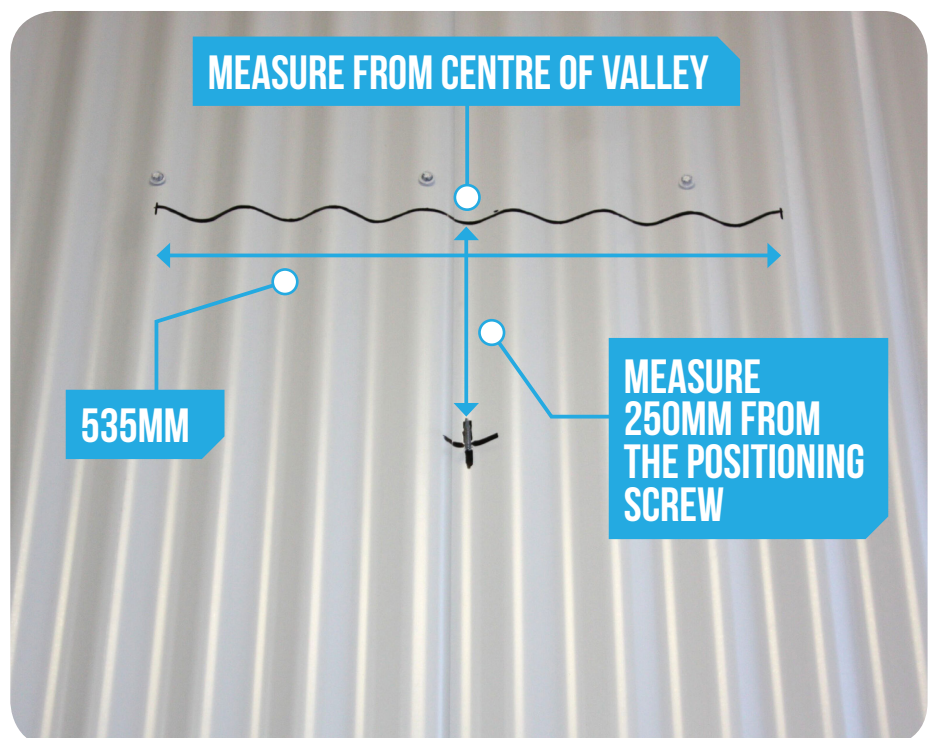 MEASURE FROM CENTRE OF VALLEY
535MM
MEASURE
250MM FROM
THE POSITIONING
SCREW